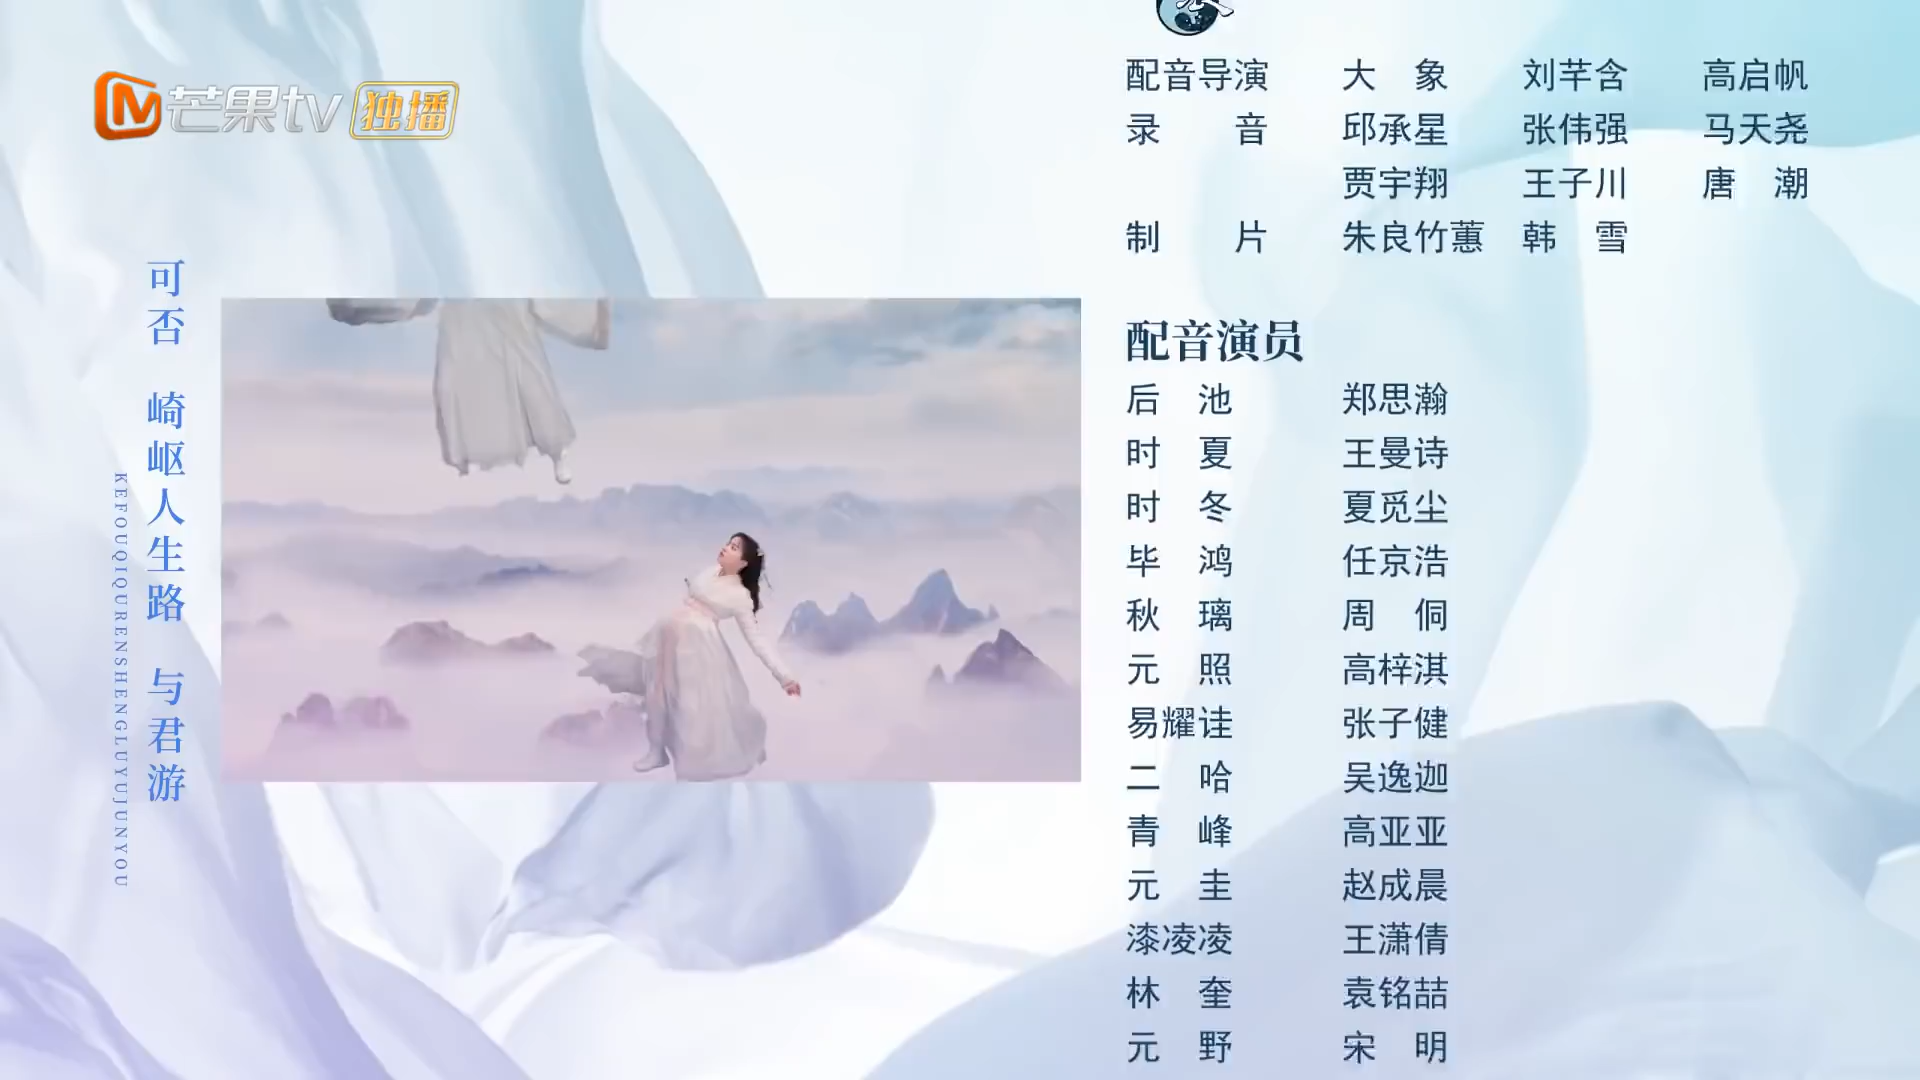 芒果tv 独播
可否 崎岖人生路 与君游
KEFOUQIQURENSHENGLUYUJUNYOU
配音导演 大 象 刘芊含 高启帆
录 音 邱承星 张伟强 马天尧
贾宇翔 王子川 唐 潮
制 片 朱良竹蕙 韩 雪
配音演员
后 池 郑思瀚
时 夏 王曼诗
时 冬 夏觅尘
毕 鸿 任京浩
秋 璃 周 侗
元 照 高梓淇
易耀诖 张子健
二 哈 吴逸迦
青 峰 高亚亚
元 圭 赵成晨
漆凌凌 王潇倩
林 奎 袁铭喆
元 野 宋 明